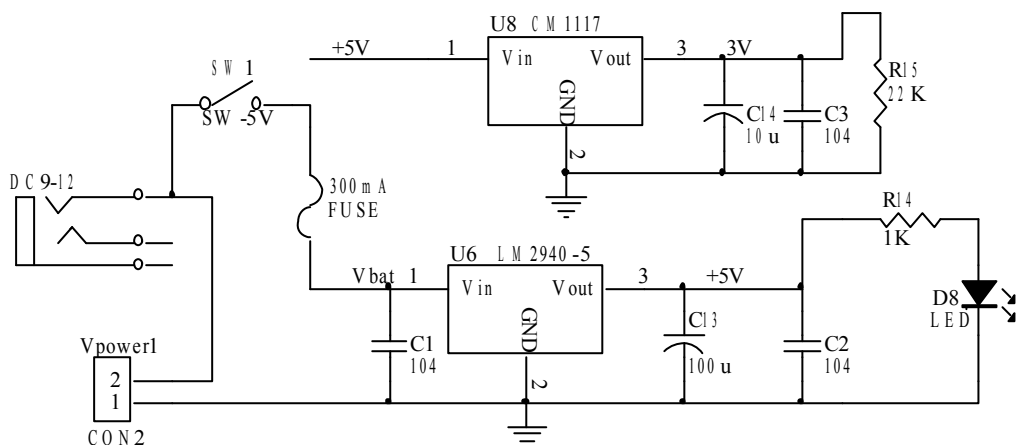 U8 CM1117
+5V
1
Vin
Vout
GND
2
3
3V
C14
10u
C3
104
R15
22K
SW1
SW -5V
DC9-12
300mA
FUSE
R14
1K
U6 LM2940-5
Vbat
1
Vin
Vout
GND
2
3
+5V
C13
100u
C1
104
C2
104
D8
LED
Vpower1
2
1
CON2